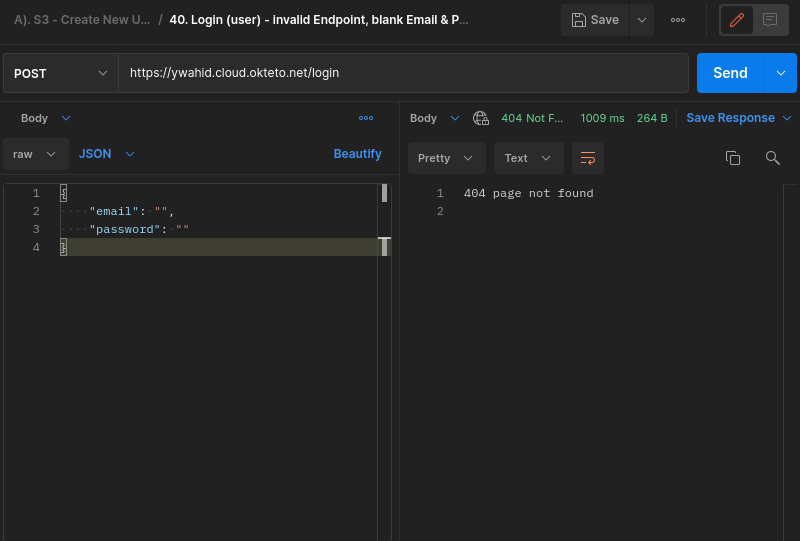 A). S3 - Create New U... / 40. Login (user) - invalid Endpoint, blank Email & P...
Save
POST
https://ywahid.cloud.okteto.net/login
Send
Body
Body
404 Not F...
1009 ms
264 B
Save Response
raw
JSON
Beautify
Pretty
Text
1 {
2 "email": "",
3 "password": ""
4 }
1 404 page not found
2